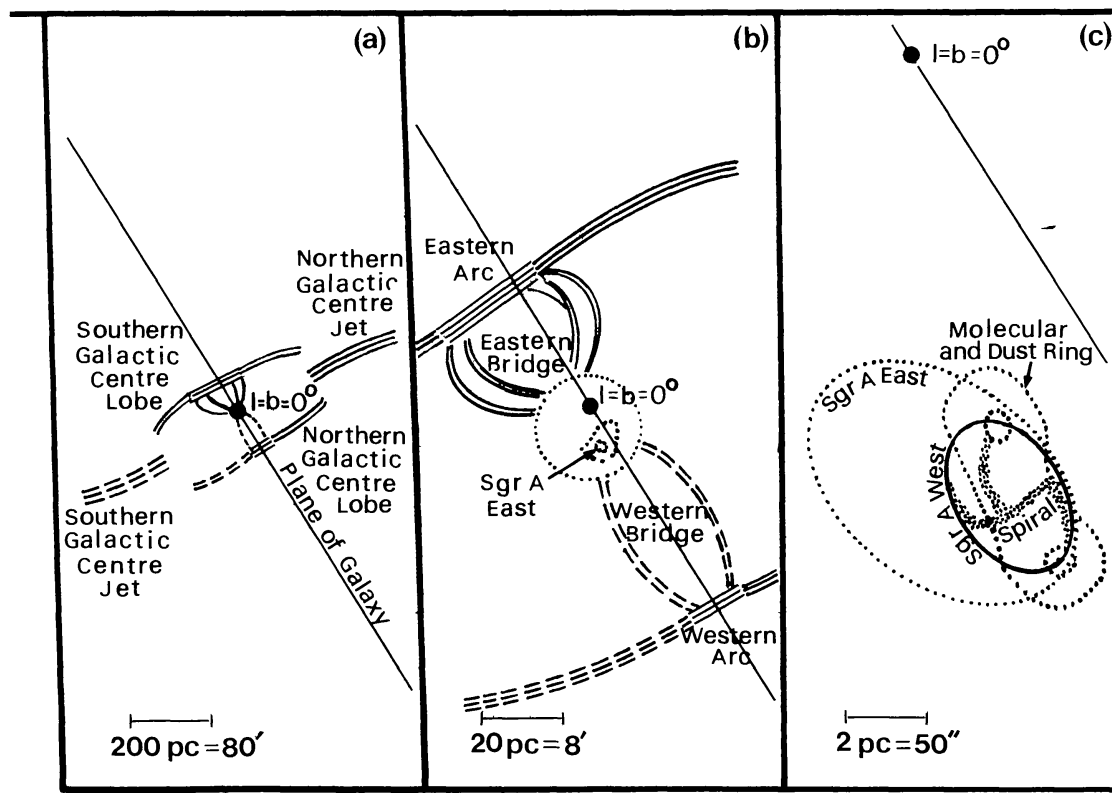 (a)
Northern
Galactic
Centre
Jet
Southern
Galactic
Centre
Lobe
l=b=0°
Northern
Galactic
Centre
Lobe
Plane of Galaxy
Southern
Galactic
Centre
Jet
200 pc=80′
(b)
Eastern
Arc
Eastern
Bridge
l=b=0°
Sgr A
East
Western
Bridge
Western
Arc
20pc=8′
(c)
l=b=0°
Molecular
and Dust Ring
Sgr A East
Sgr A West
Spiral
2 pc=50″